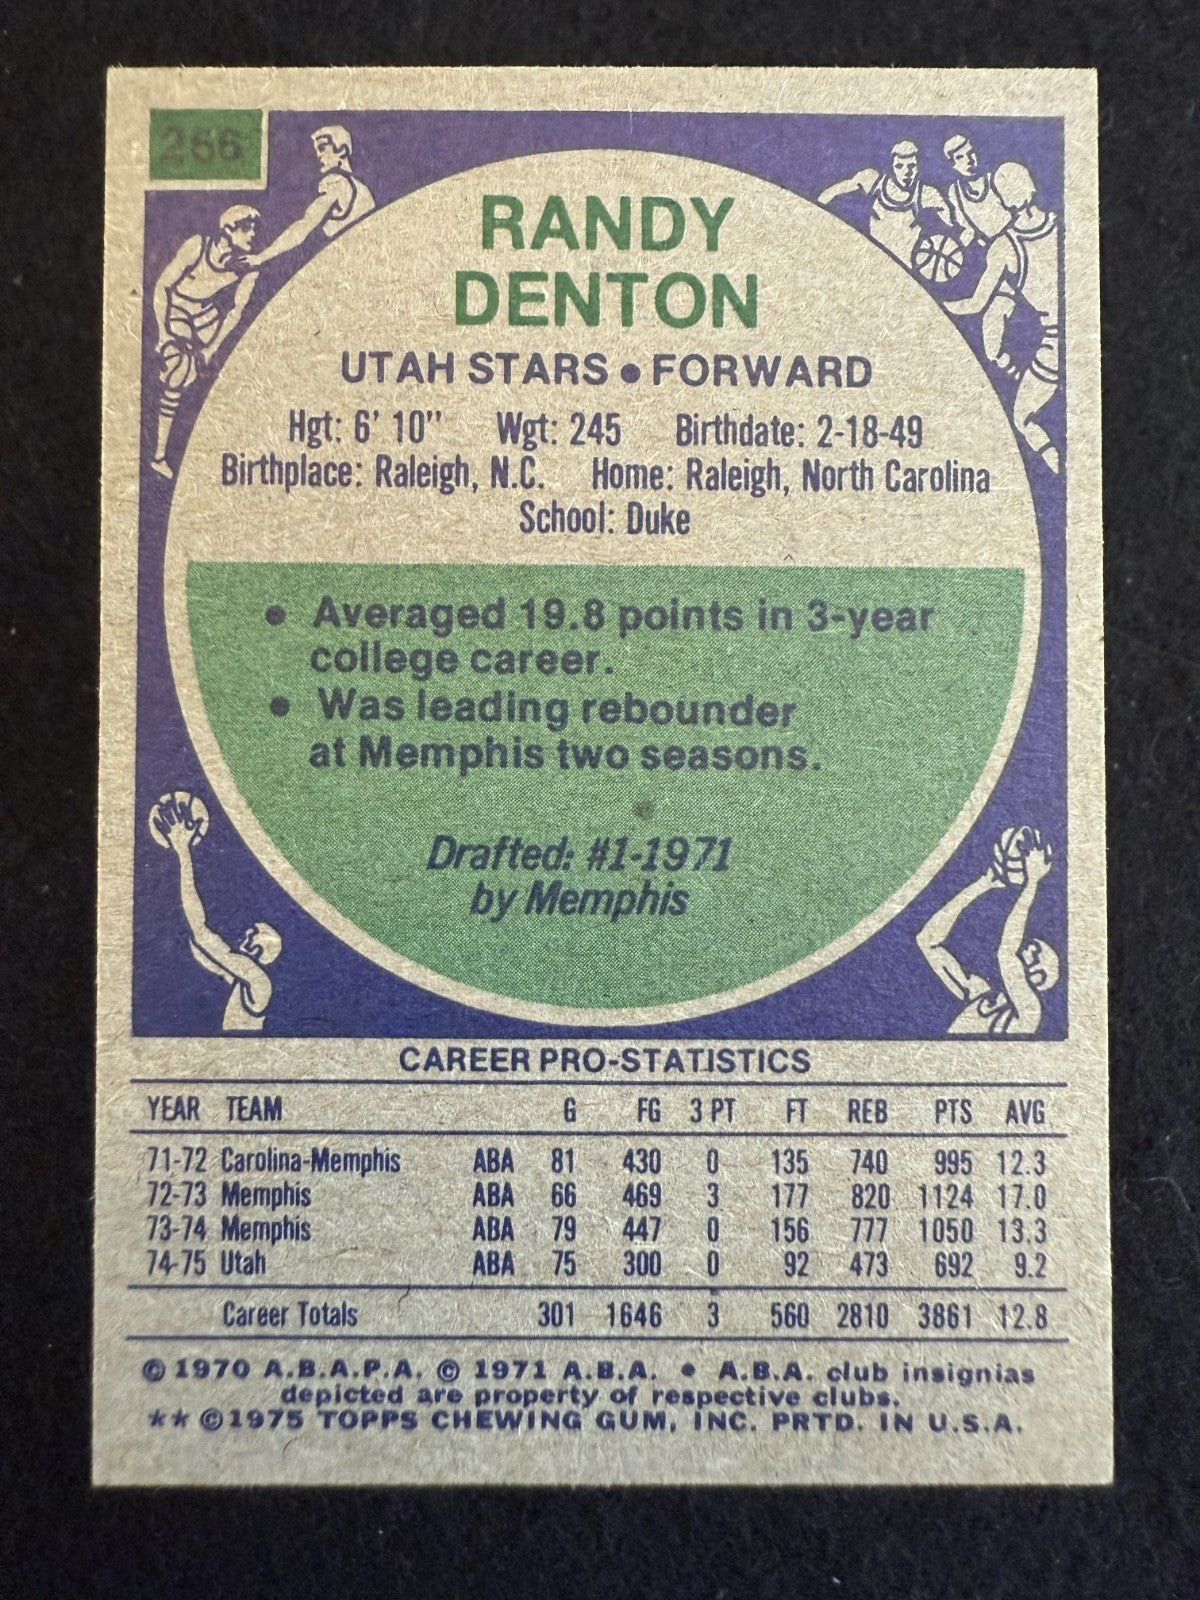 266
RANDY
DENTON
UTAH STARS • FORWARD
Hgt: 6' 10" Wgt: 245 Birthdate: 2-18-49
Birthplace: Raleigh, N.C. Home: Raleigh, North Carolina
School: Duke
• Averaged 19.8 points in 3-year
college career.
• Was leading rebounder
at Memphis two seasons.
Drafted: #1-1971
by Memphis
CAREER PRO-STATISTICS
YEAR TEAM G FG 3 PT FT REB PTS AVG
71-72 Carolina-Memphis ABA 81 430 0 135 740 995 12.3
72-73 Memphis ABA 66 469 3 177 820 1124 17.0
73-74 Memphis ABA 79 447 0 156 777 1050 13.3
74-75 Utah ABA 75 300 0 92 473 692 9.2
Career Totals 301 1646 3 560 2810 3861 12.8
© 1970 A.B.A.P.A. © 1971 A.B.A. • A.B.A. club insignias
depicted are property of respective clubs.
** © 1975 TOPPS CHEWING GUM, INC. PRTD. IN U.S.A.